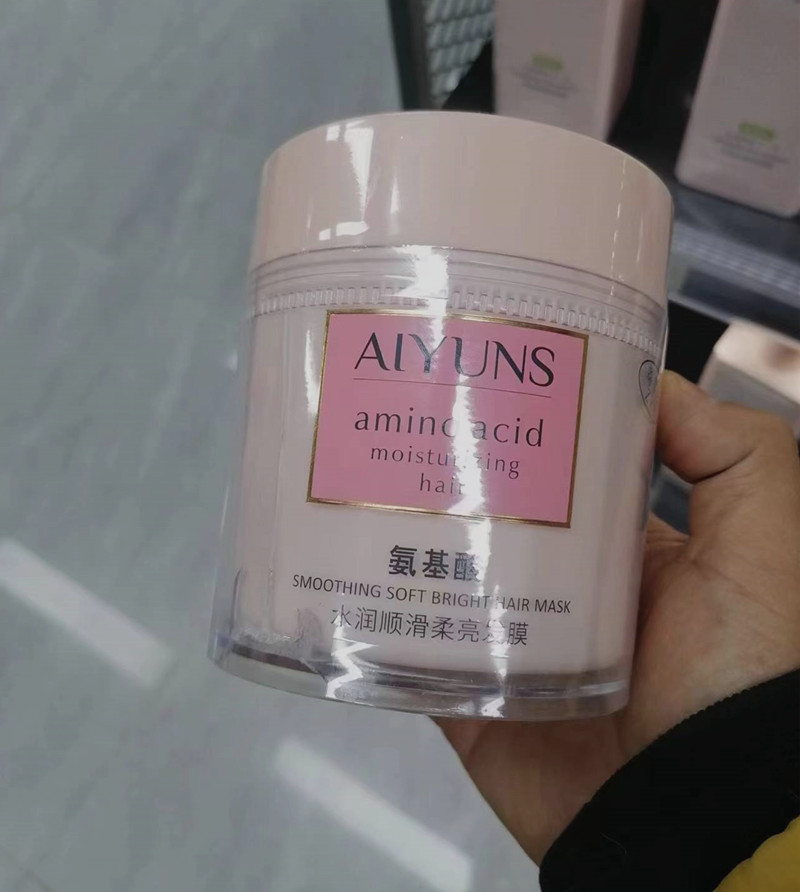 AIYUNS
amino acid
moisturizing
hair
氨基酸
SMOOTHING SOFT BRIGHT HAIR MASK
水润顺滑柔亮发膜